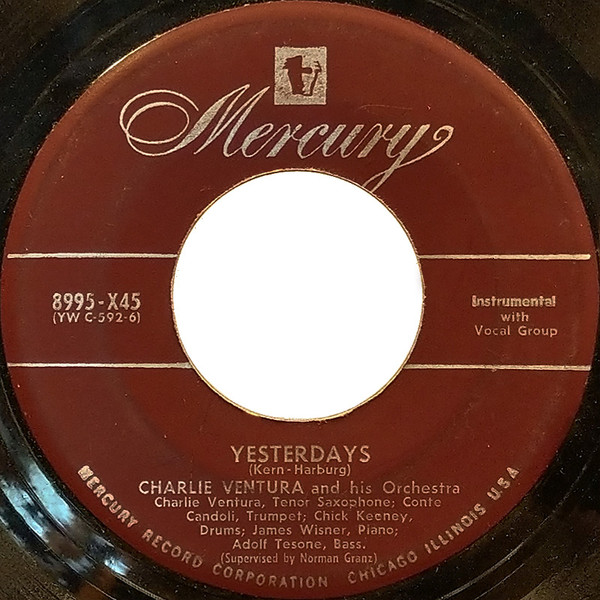 Mercury
8995-X45
(YW C-592-6)
Instrumental
with
Vocal Group
YESTERDAYS
(Kern-Harburg)
CHARLIE VENTURA and his Orchestra
Charlie Ventura, Tenor Saxophone; Conte
Candoli, Trumpet; Chick Keeney,
Drums; James Wisner, Piano;
Adolf Tesone, Bass.
(Supervised by Norman Granz)
MERCURY RECORD CORPORATION CHICAGO ILLINOIS U.S.A